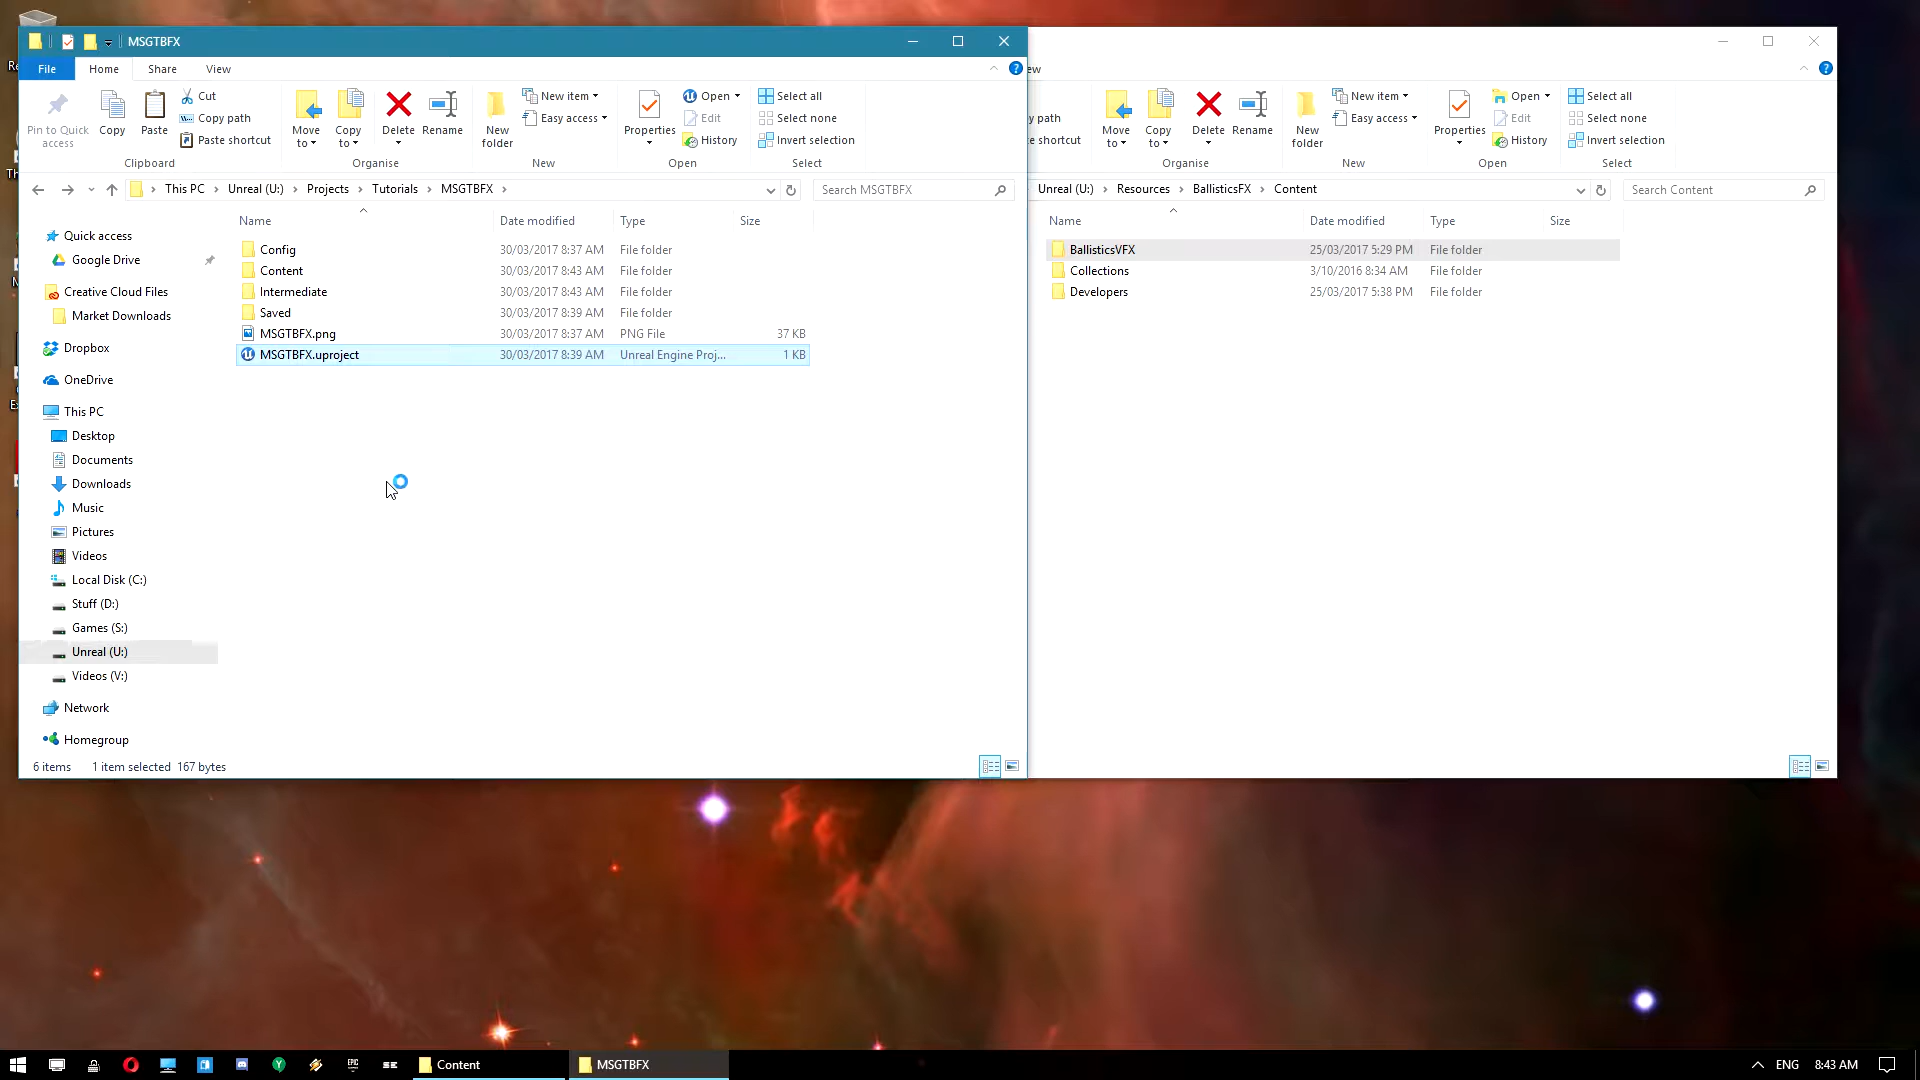 MSGTBFX
File Home Share View
Pin to Quick access
Copy
Paste
Cut
Copy path
Paste shortcut
Move to
Copy to
Delete
Rename
New folder
New item
Easy access
Properties
Open
Edit
History
Select all
Select none
Invert selection
Clipboard Organise New Open Select
This PC > Unreal (U:) > Projects > Tutorials > MSGTBFX >
Search MSGTBFX
Name Date modified Type Size
Config 30/03/2017 8:37 AM File folder
Content 30/03/2017 8:43 AM File folder
Intermediate 30/03/2017 8:43 AM File folder
Saved 30/03/2017 8:39 AM File folder
MSGTBFX.png 30/03/2017 8:37 AM PNG File 37 KB
MSGTBFX.uproject 30/03/2017 8:39 AM Unreal Engine Proj... 1 KB
Quick access
Google Drive
Creative Cloud Files
Market Downloads
Dropbox
OneDrive
This PC
Desktop
Documents
Downloads
Music
Pictures
Videos
Local Disk (C:)
Stuff (D:)
Games (S:)
Unreal (U:)
Videos (V:)
Network
Homegroup
6 items 1 item selected 167 bytes
ew
py path
te shortcut
Move to
Copy to
Delete
Rename
New folder
New item
Easy access
Properties
Open
Edit
History
Select all
Select none
Invert selection
Organise New Open Select
Unreal (U:) > Resources > BallisticsFX > Content
Search Content
Name Date modified Type Size
BallisticsVFX 25/03/2017 5:29 PM File folder
Collections 3/10/2016 8:34 AM File folder
Developers 25/03/2017 5:38 PM File folder
EPIC
Content
MSGTBFX
ENG
8:43 AM